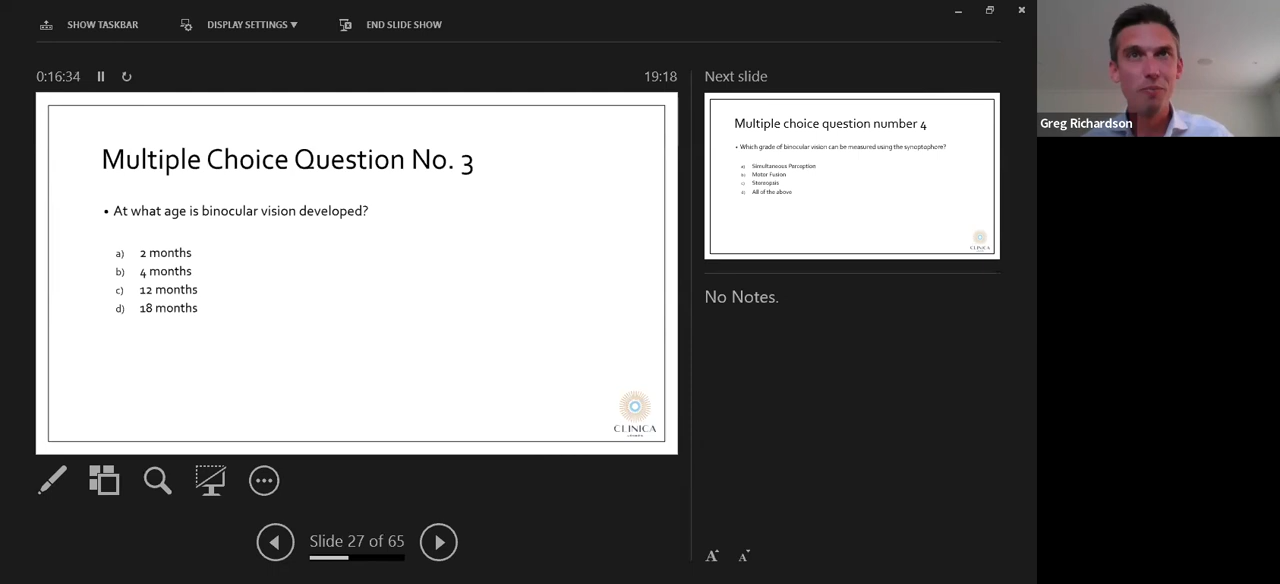 SHOW TASKBAR
DISPLAY SETTINGS ▼
END SLIDE SHOW
0:16:34
19:18
Multiple Choice Question No. 3
• At what age is binocular vision developed?
a) 2 months
b) 4 months
c) 12 months
d) 18 months
CLINICA
Slide 27 of 65
Next slide
Multiple choice question number 4
• Which grade of binocular vision can be measured using the synoptophore?
a) Simultaneous Perception
b) Motor Fusion
c) Stereopsis
d) All of the above
CLINICA
No Notes.
A A
Greg Richardson